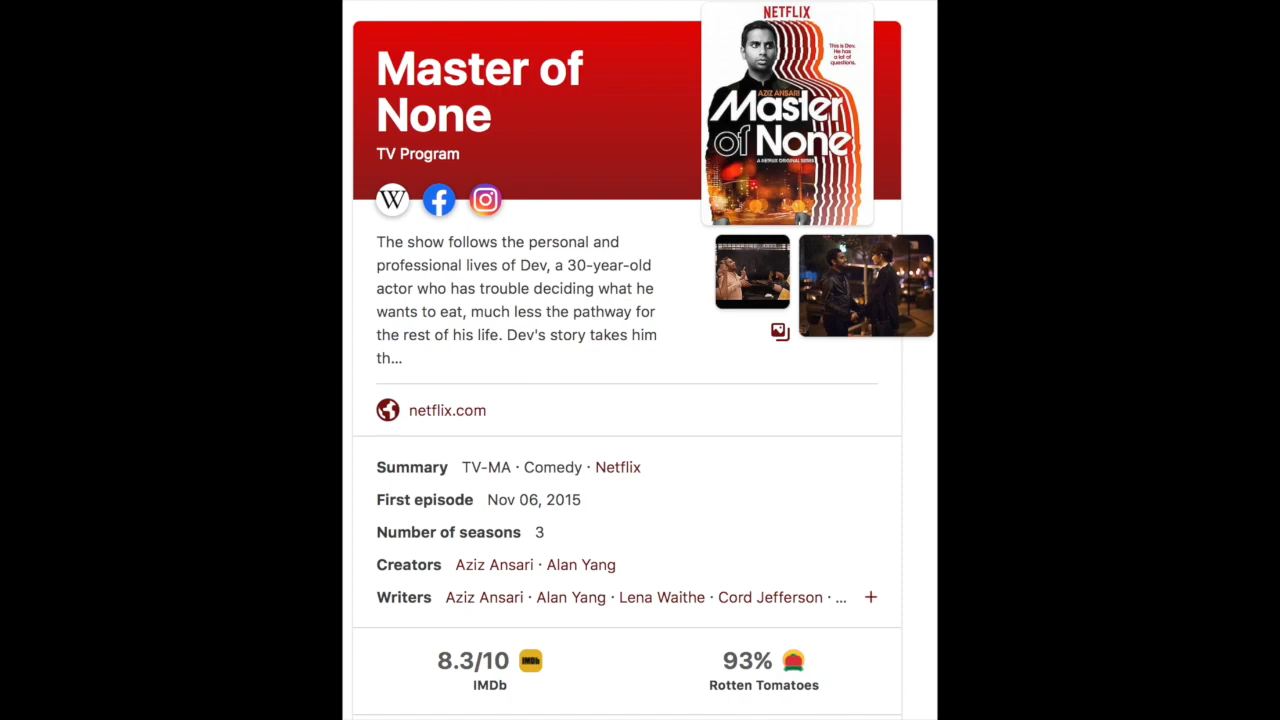 Master of
None
TV Program
W
The show follows the personal and
professional lives of Dev, a 30-year-old
actor who has trouble deciding what he
wants to eat, much less the pathway for
the rest of his life. Dev's story takes him
th...
NETFLIX
This is Dev.
He has
a lot of
questions.
AZIZ ANSARI
Master
of None
A NETFLIX ORIGINAL SERIES
netflix.com
Summary TV-MA · Comedy · Netflix
First episode Nov 06, 2015
Number of seasons 3
Creators Aziz Ansari · Alan Yang
Writers Aziz Ansari · Alan Yang · Lena Waithe · Cord Jefferson · ... +
8.3/10 IMDb
IMDb
93%
Rotten Tomatoes